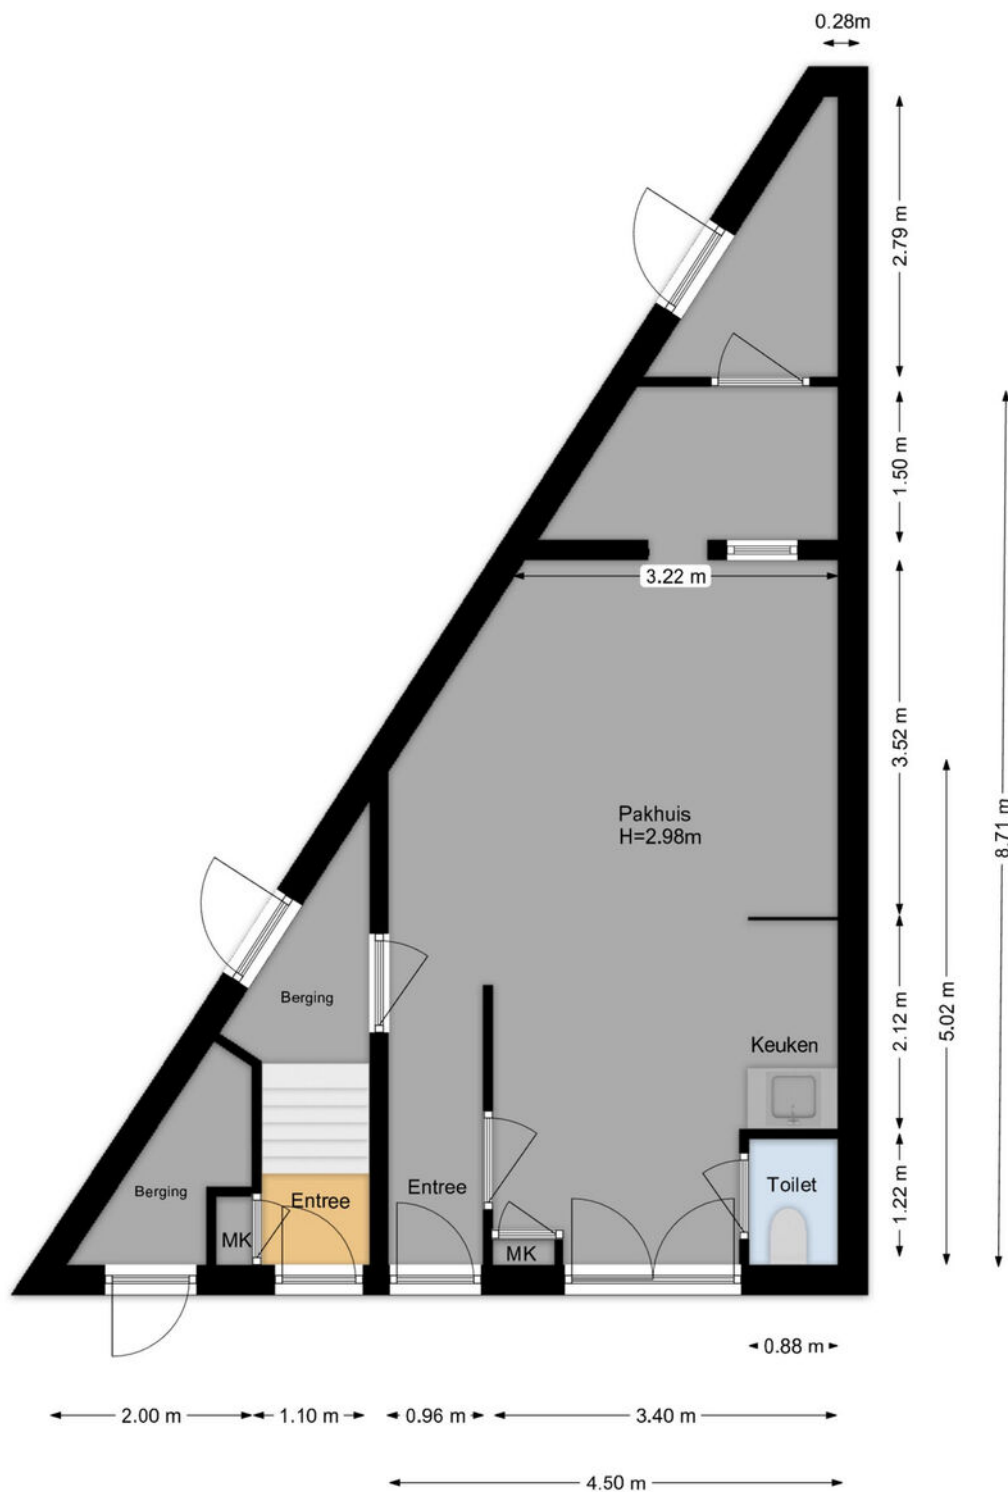 0.28m
2.79 m
1.50 m
3.22 m
3.52 m
Pakhuis
H=2.98m
8.71 m
Berging
2.12 m
5.02 m
Keuken
Berging
Entree
Entree
Toilet
1.22 m
MK
MK
0.88 m
2.00 m
1.10 m
0.96 m
3.40 m
4.50 m